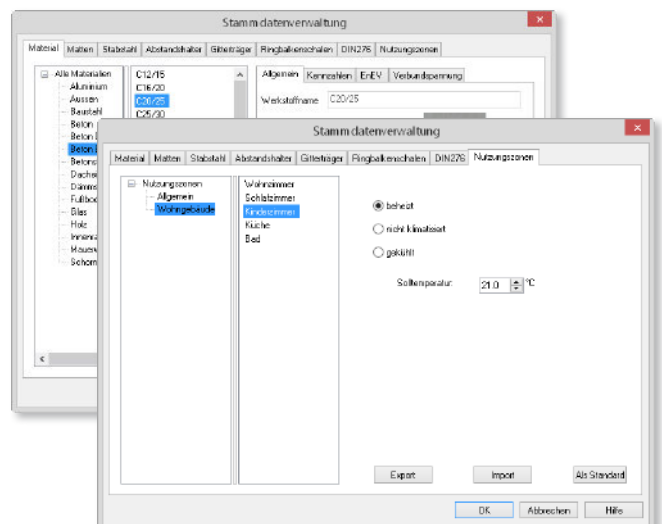 Stammdatenverwaltung
Material Matten Stabstahl Abstandshalter Gitterträger Ringbalkenschalen DIN276 Nutzungszonen
Alle Materialien
Aluminium
Aussen
Baustahl
Beton
Beton
Beton
C12/15
C16/20
C20/25
C25/30
Allgemein Kennzahlen EnEV Verbundspannung
Werkstoffname C20/25
Holz
Glas
Stammdatenverwaltung
Material Matten Stabstahl Abstandshalter Gitterträger Ringbalkenschalen DIN276 Nutzungszonen
Nutzungszonen
Allgemein
Wohngebäude
Wohnzimmer
Schlafzimmer
Kinderzimmer
Küche
Bad
beheizt
nicht klimatisiert
gekühlt
Solltemperatur: 21.0 °C
Export Import Als Standard
OK Abbrechen Hilfe